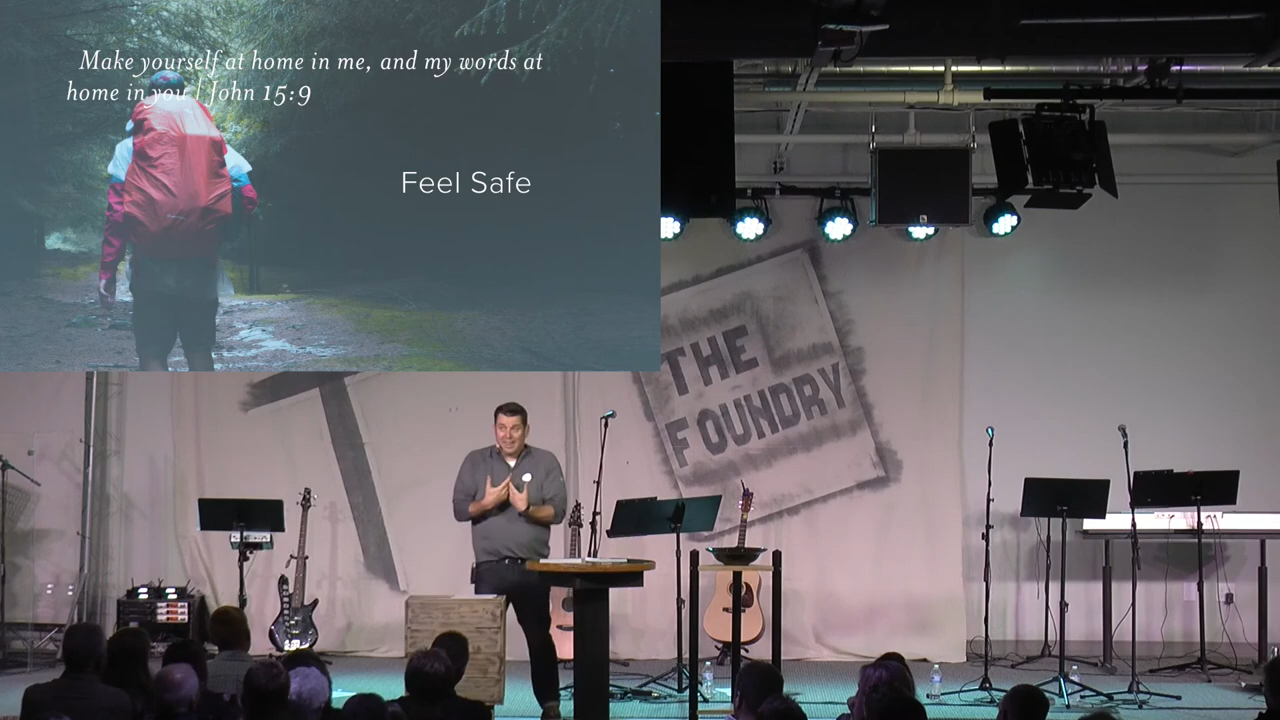 Make yourself at home in me, and my words at
home in you | John 15:9
Feel Safe
THE
FOUNDRY